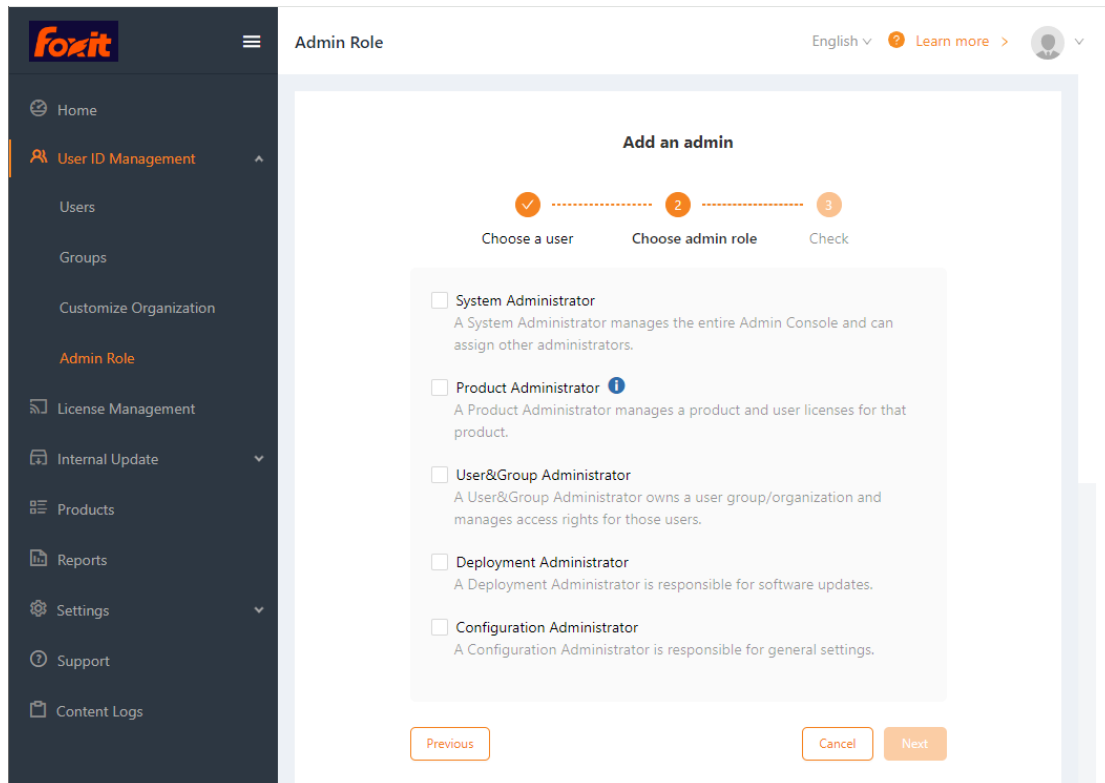 foxit
Admin Role
English
? Learn more >
Home
User ID Management
Users
Groups
Customize Organization
Admin Role
License Management
Internal Update
Products
Reports
Settings
Support
Content Logs
Add an admin
2
3
Choose a user
Choose admin role
Check
System Administrator
A System Administrator manages the entire Admin Console and can
assign other administrators.
Product Administrator i
A Product Administrator manages a product and user licenses for that
product.
User&Group Administrator
A User&Group Administrator owns a user group/organization and
manages access rights for those users.
Deployment Administrator
A Deployment Administrator is responsible for software updates.
Configuration Administrator
A Configuration Administrator is responsible for general settings.
Previous
Cancel
Next